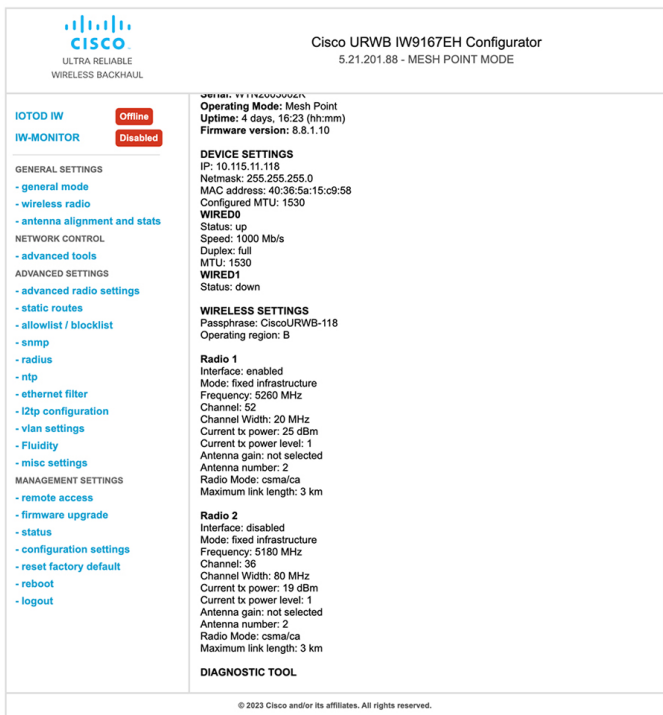 CISCO
ULTRA RELIABLE
WIRELESS BACKHAUL
Cisco URWB IW9167EH Configurator
5.21.201.88 - MESH POINT MODE
IOTOD IW Offline
IW-MONITOR Disabled
GENERAL SETTINGS
- general mode
- wireless radio
- antenna alignment and stats
NETWORK CONTROL
- advanced tools
ADVANCED SETTINGS
- advanced radio settings
- static routes
- allowlist / blocklist
- snmp
- radius
- ntp
- ethernet filter
- l2tp configuration
- vlan settings
- Fluidity
- misc settings
MANAGEMENT SETTINGS
- remote access
- firmware upgrade
- status
- configuration settings
- reset factory default
- reboot
- logout
Serial:
Operating Mode: Mesh Point
Uptime: 4 days, 16:23 (hh:mm)
Firmware version: 8.8.1.10
DEVICE SETTINGS
IP: 10.115.11.118
Netmask: 255.255.255.0
MAC address: 40:36:5a:15:c9:58
Configured MTU: 1530
WIRED0
Status: up
Speed: 1000 Mb/s
Duplex: full
MTU: 1530
WIRED1
Status: down
WIRELESS SETTINGS
Passphrase: CiscoURWB-118
Operating region: B
Radio 1
Interface: enabled
Mode: fixed infrastructure
Frequency: 5260 MHz
Channel: 52
Channel Width: 20 MHz
Current tx power: 25 dBm
Current tx power level: 1
Antenna gain: not selected
Antenna number: 2
Radio Mode: csma/ca
Maximum link length: 3 km
Radio 2
Interface: disabled
Mode: fixed infrastructure
Frequency: 5180 MHz
Channel: 36
Channel Width: 80 MHz
Current tx power: 19 dBm
Current tx power level: 1
Antenna gain: not selected
Antenna number: 2
Radio Mode: csma/ca
Maximum link length: 3 km
DIAGNOSTIC TOOL
© 2023 Cisco and/or its affiliates. All rights reserved.